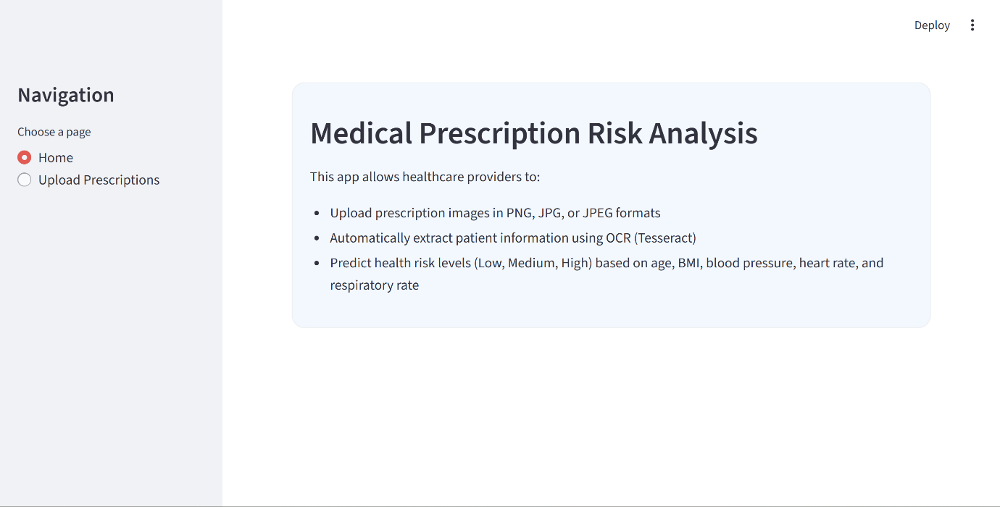 Deploy
Navigation
Choose a page
Home
Upload Prescriptions
Medical Prescription Risk Analysis
This app allows healthcare providers to:
Upload prescription images in PNG, JPG, or JPEG formats
Automatically extract patient information using OCR (Tesseract)
Predict health risk levels (Low, Medium, High) based on age, BMI, blood pressure, heart rate, and
respiratory rate